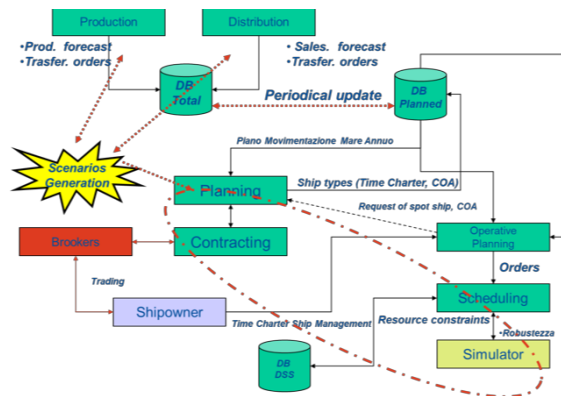 Production
Distribution
•Prod. forecast
•Trasfer. orders
• Sales. forecast
•Trasfer. orders
DB
Total
DB
Planned
Periodical update
Piano Movimentazione Mare Annuo
Scenarios
Generation
Planning
Ship types (Time Charter, COA)
Request of spot ship, COA
Brookers
Contracting
Operative
Planning
Trading
Orders
Shipowner
Scheduling
Time Charter Ship Management
Resource constraints
•Robustezza
DB
DSS
Simulator